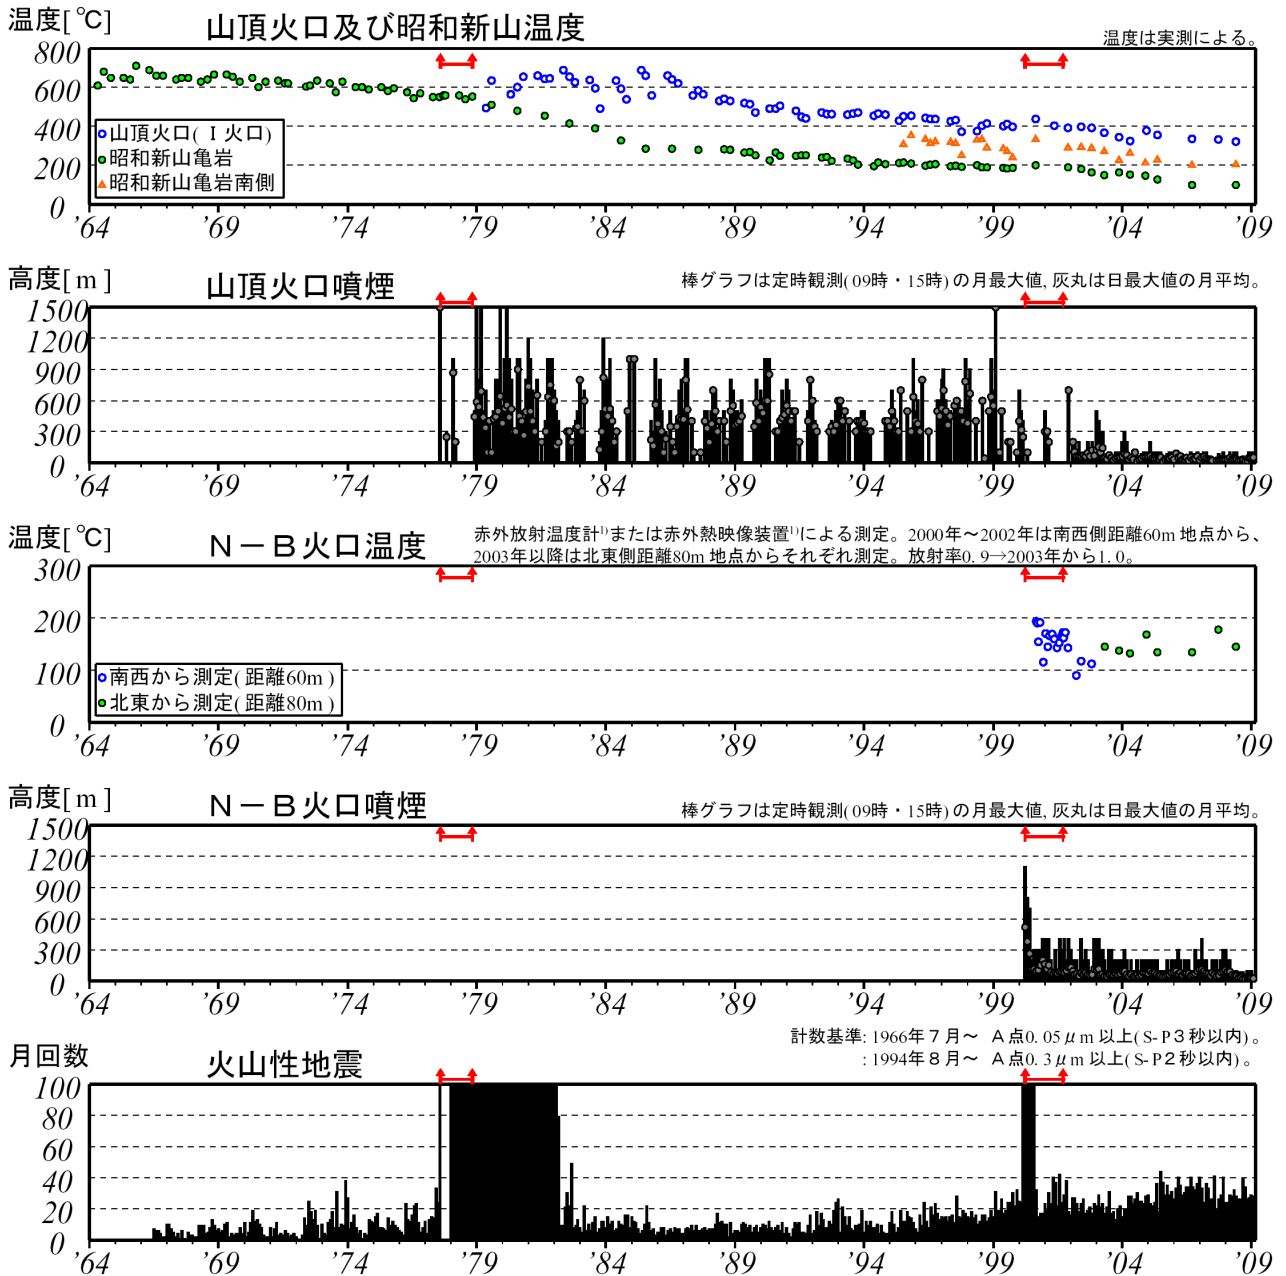 温度[℃]
山頂火口及び昭和新山温度
温度は実測による。
800
600
400
200
0
山頂火口(Ｉ火口)
昭和新山亀岩
昭和新山亀岩南側
'64 '69 '74 '79 '84 '89 '94 '99 '04 '09
高度[m]
山頂火口噴煙
棒グラフは定時観測(09時・15時)の月最大値, 灰丸は日最大値の月平均。
1500
1200
900
600
300
0
'64 '69 '74 '79 '84 '89 '94 '99 '04 '09
温度[℃]
Ｎ－Ｂ火口温度
赤外放射温度計1)または赤外熱映像装置1)による測定。2000年～2002年は南西側距離60m地点から、
2003年以降は北東側距離80m地点からそれぞれ測定。放射率0.9→2003年から1.0。
300
200
100
0
南西から測定(距離60m)
北東から測定(距離80m)
'64 '69 '74 '79 '84 '89 '94 '99 '04 '09
高度[m]
Ｎ－Ｂ火口噴煙
棒グラフは定時観測(09時・15時)の月最大値, 灰丸は日最大値の月平均。
1500
1200
900
600
300
0
'64 '69 '74 '79 '84 '89 '94 '99 '04 '09
月回数
火山性地震
計数基準: 1966年７月～ Ａ点0.05μm以上(S-P３秒以内)。
: 1994年８月～ Ａ点0.3μm以上(S-P２秒以内)。
100
80
60
40
20
0
'64 '69 '74 '79 '84 '89 '94 '99 '04 '09